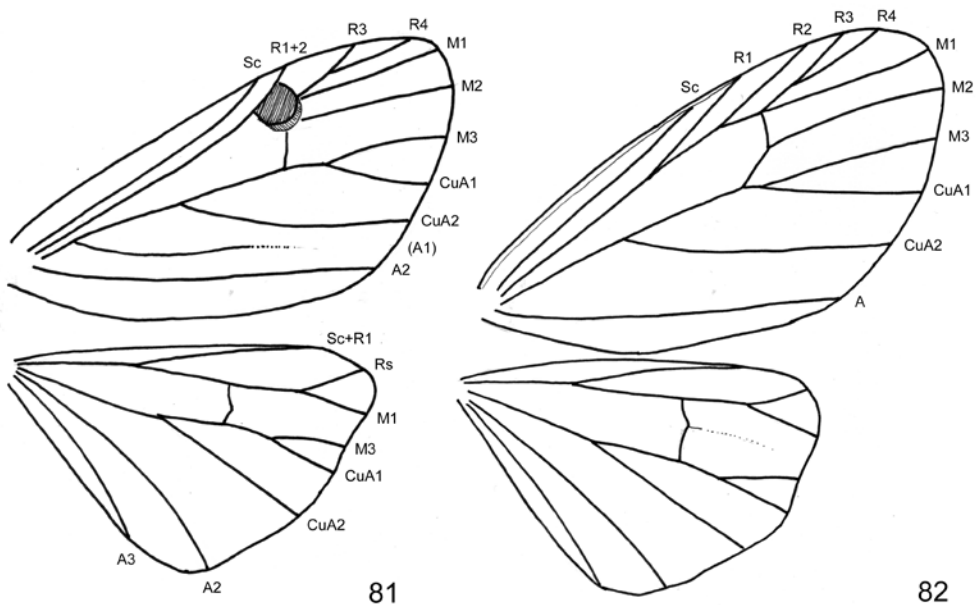 Sc
R1+2
R3
R4
M1
M2
M3
CuA1
CuA2
(A1)
A2
Sc+R1
Rs
M1
M3
CuA1
CuA2
A2
A3
81
Sc
R1
R2
R3
R4
M1
M2
M3
CuA1
CuA2
A
82